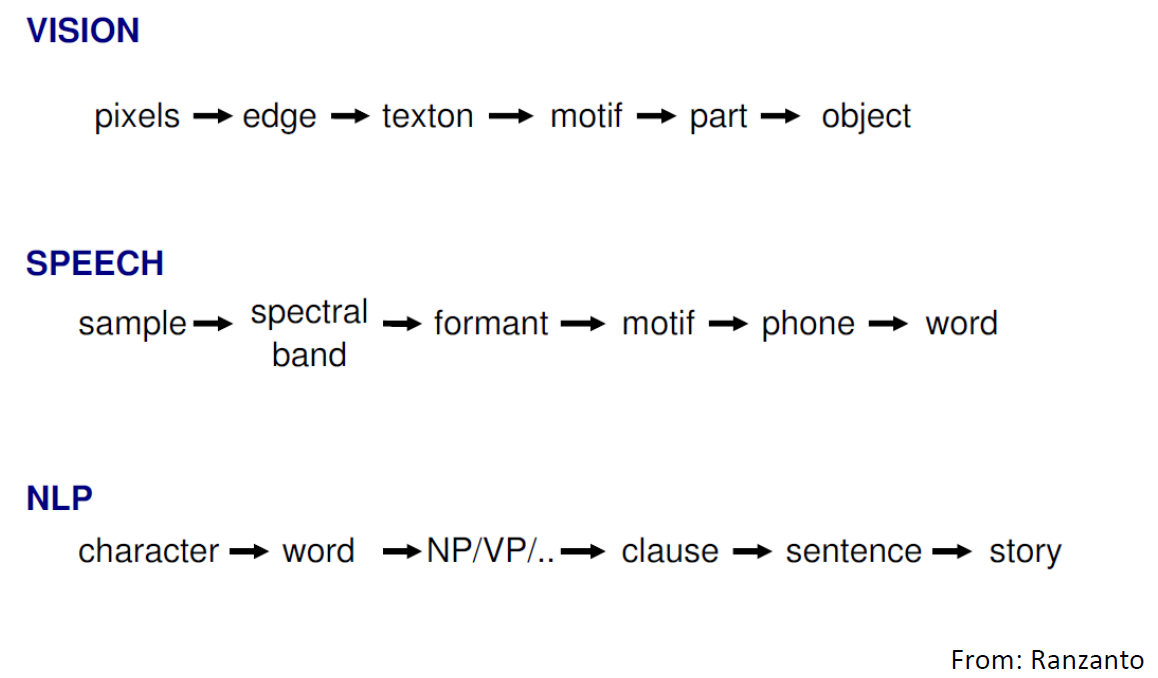 VISION
pixels → edge → texton → motif → part → object
SPEECH
sample → spectral band → formant → motif → phone → word
NLP
character → word → NP/VP/.. → clause → sentence → story
From: Ranzanto